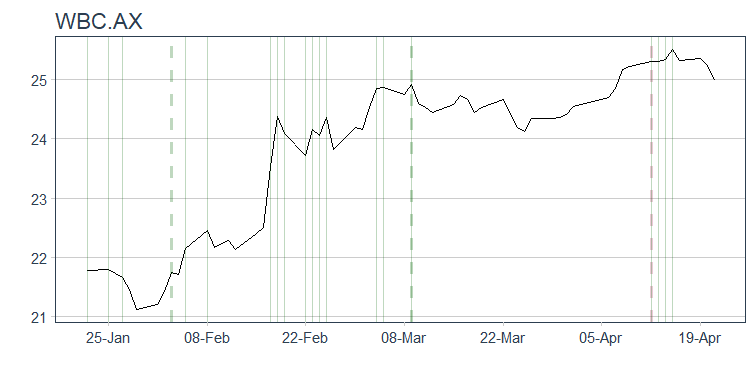 WBC.AX
25
24
23
22
21
25-Jan
08-Feb
22-Feb
08-Mar
22-Mar
05-Apr
19-Apr